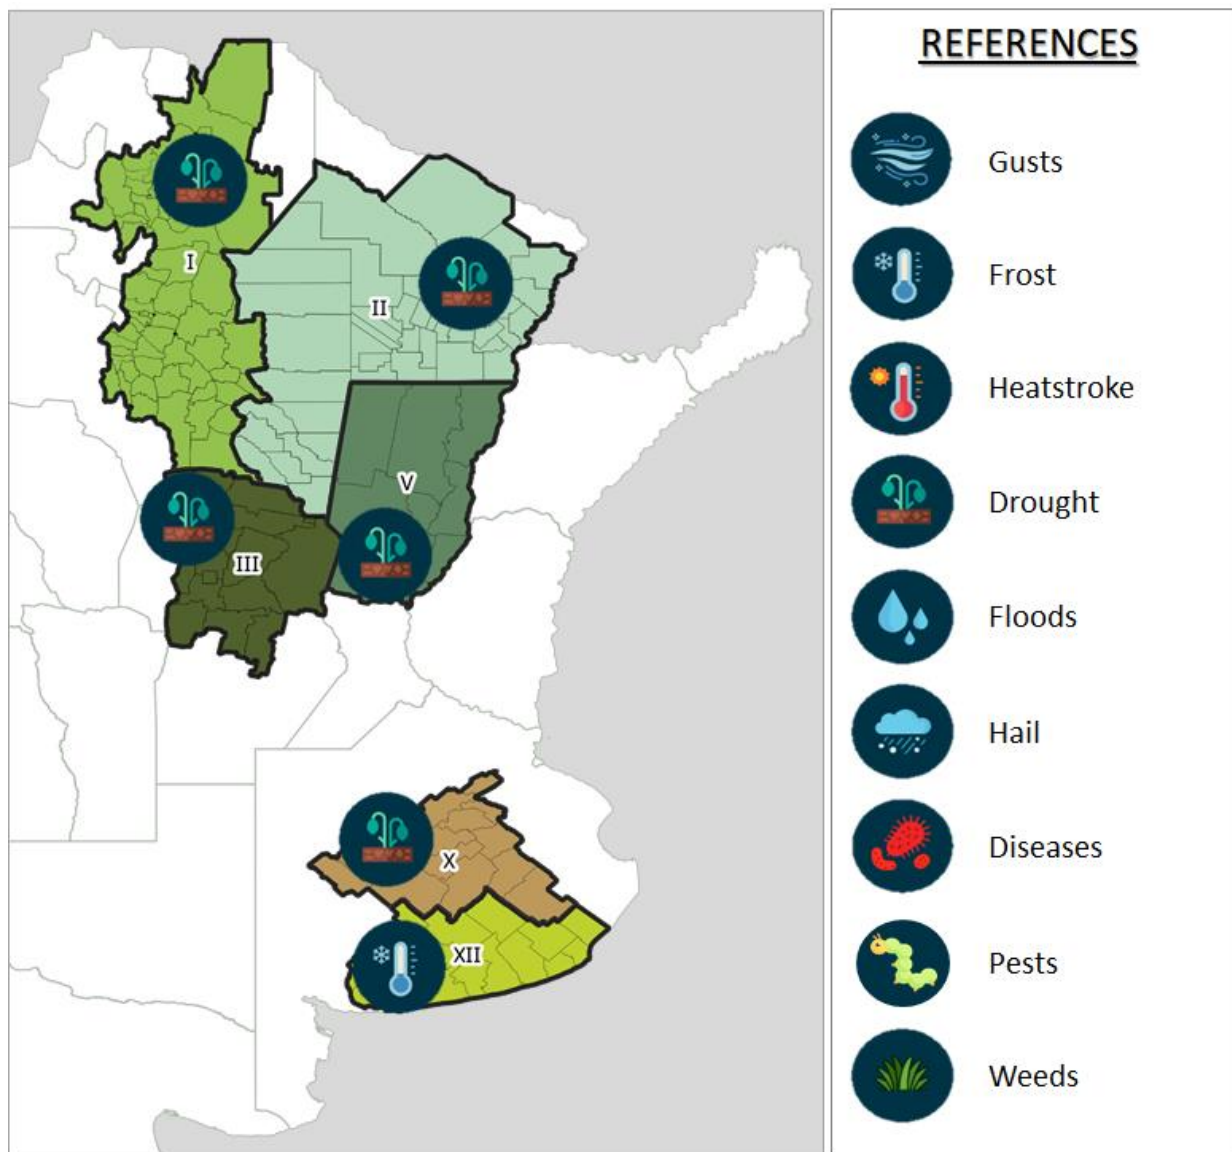 REFERENCES
Gusts
Frost
Heatstroke
Drought
Floods
Hail
Diseases
Pests
Weeds
I
II
V
III
X
XII